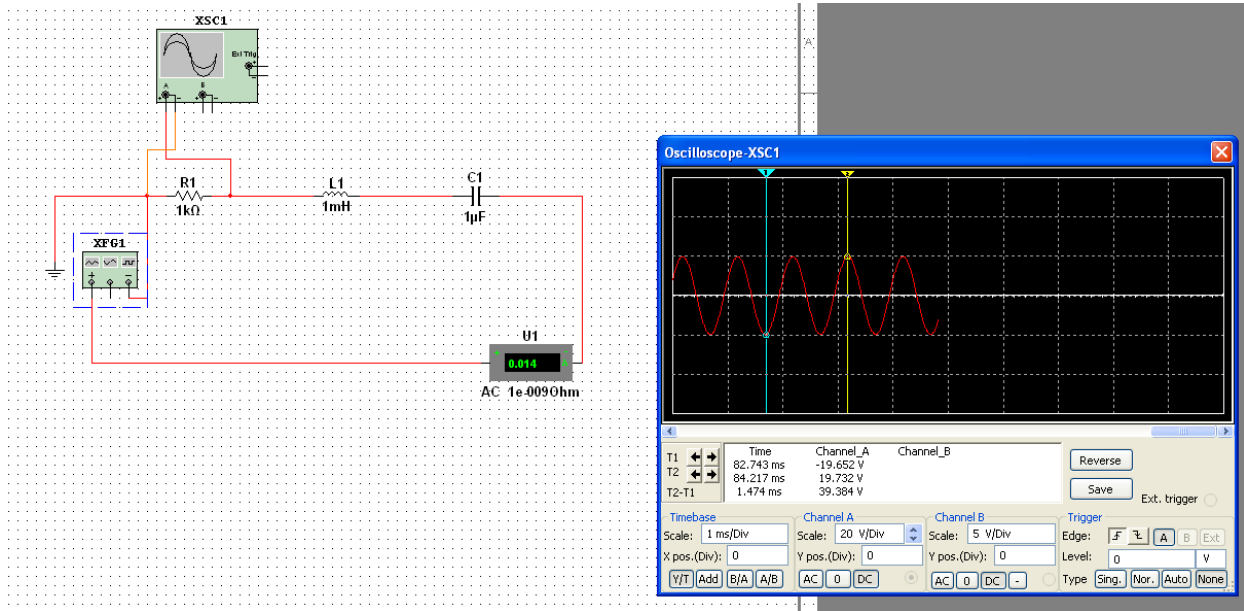 XSC1
Ext Trig
+
-
A
B
+ - + -
R1
1kΩ
L1
1mH
C1
1µF
XFG1
+ -
U1
+ -
0.014
AC 1e-009Ohm
A
Oscilloscope-XSC1
1
2
Time Channel_A Channel_B
T1 82.743 ms -19.652 V
T2 84.217 ms 19.732 V
T2-T1 1.474 ms 39.384 V
Reverse
Save
Ext. trigger
Timebase
Scale: 1 ms/Div
X pos.(Div): 0
Y/T Add B/A A/B
Channel A
Scale: 20 V/Div
Y pos.(Div): 0
AC 0 DC
Channel B
Scale: 5 V/Div
Y pos.(Div): 0
AC 0 DC -
Trigger
Edge: A B Ext
Level: 0 V
Type Sing. Nor. Auto None